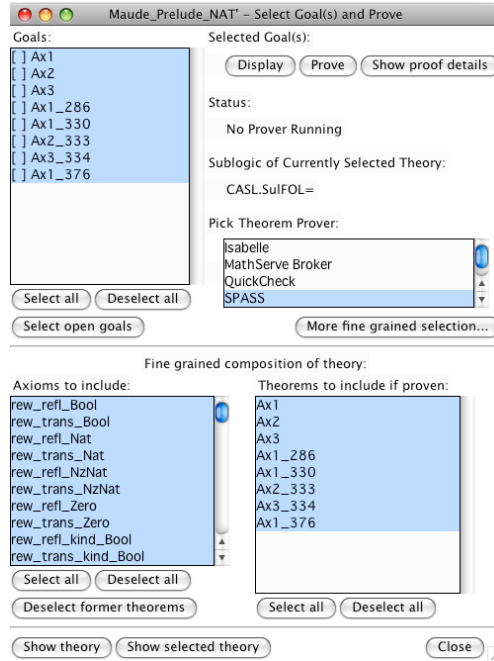 Maude_Prelude_NAT' - Select Goal(s) and Prove
Goals:
[ ] Ax1
[ ] Ax2
[ ] Ax3
[ ] Ax1_286
[ ] Ax1_330
[ ] Ax2_333
[ ] Ax3_334
[ ] Ax1_376
Select all Deselect all
Select open goals
Selected Goal(s):
Display Prove Show proof details
Status:
No Prover Running
Sublogic of Currently Selected Theory:
CASL.SulFOL=
Pick Theorem Prover:
Isabelle
MathServe Broker
QuickCheck
SPASS
More fine grained selection...
Fine grained composition of theory:
Axioms to include:
rew_refl_Bool
rew_trans_Bool
rew_refl_Nat
rew_trans_Nat
rew_refl_NzNat
rew_trans_NzNat
rew_refl_Zero
rew_trans_Zero
rew_refl_kind_Bool
rew_trans_kind_Bool
Select all Deselect all
Deselect former theorems
Theorems to include if proven:
Ax1
Ax2
Ax3
Ax1_286
Ax1_330
Ax2_333
Ax3_334
Ax1_376
Select all Deselect all
Show theory Show selected theory Close